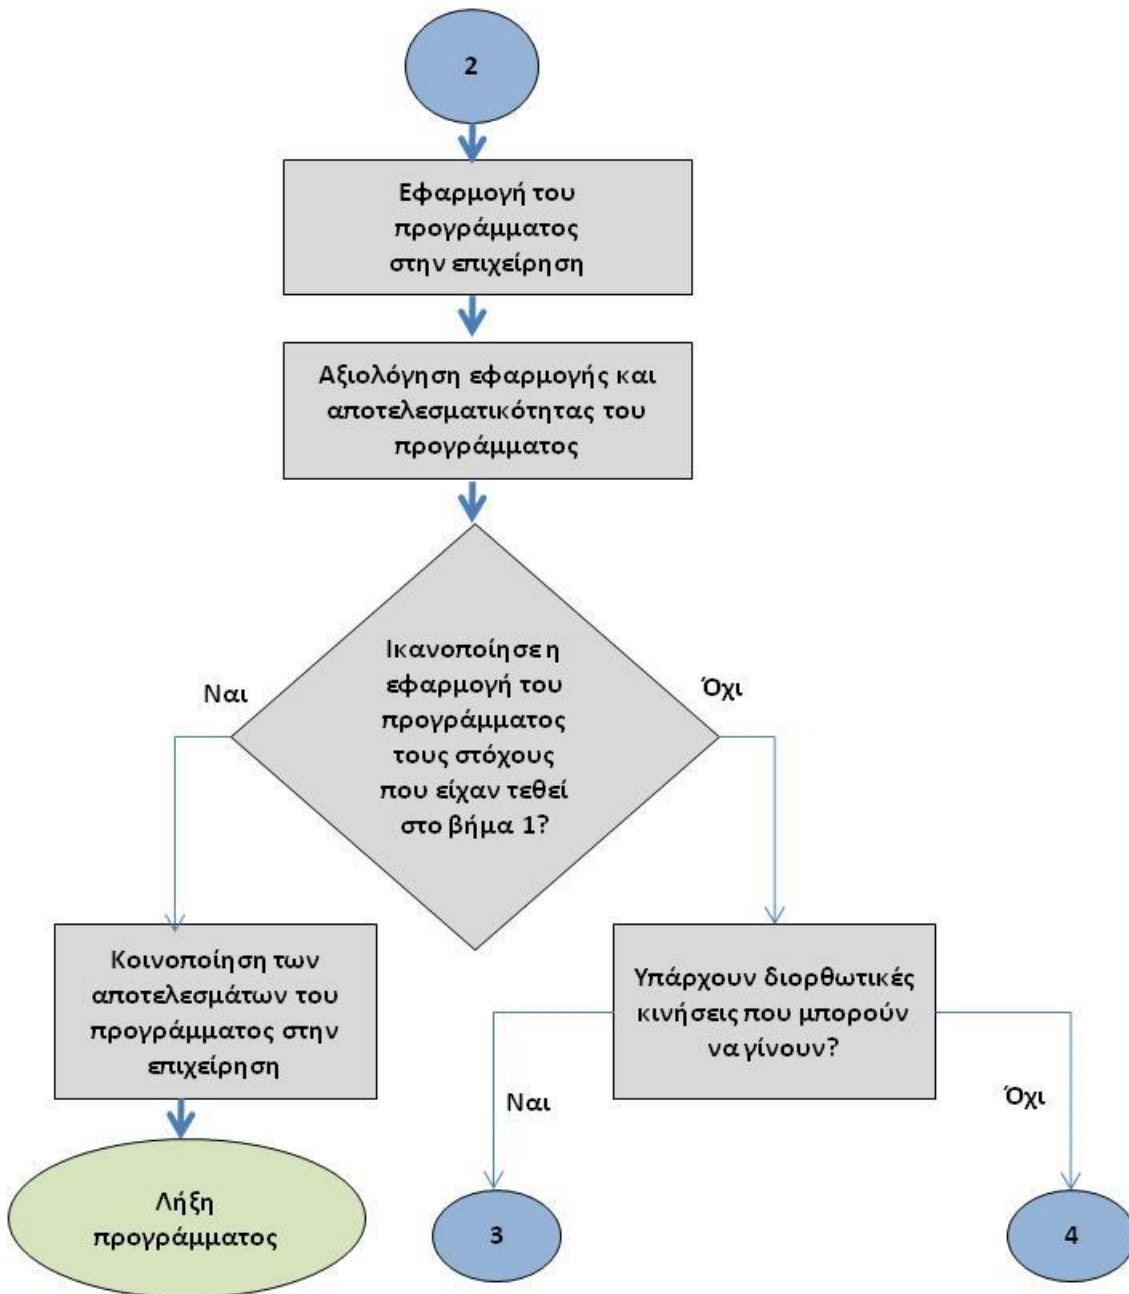 2
Εφαρμογή του
προγράμματος
στην επιχείρηση
Αξιολόγηση εφαρμογής και
αποτελεσματικότητας του
προγράμματος
Ικανοποίησε η
εφαρμογή του
προγράμματος
τους στόχους
που είχαν τεθεί
στο βήμα 1?
Ναι
Όχι
Κοινοποίηση των
αποτελεσμάτων του
προγράμματος στην
επιχείρηση
Υπάρχουν διορθωτικές
κινήσεις που μπορούν
να γίνουν?
Ναι
Όχι
Λήξη
προγράμματος
3
4